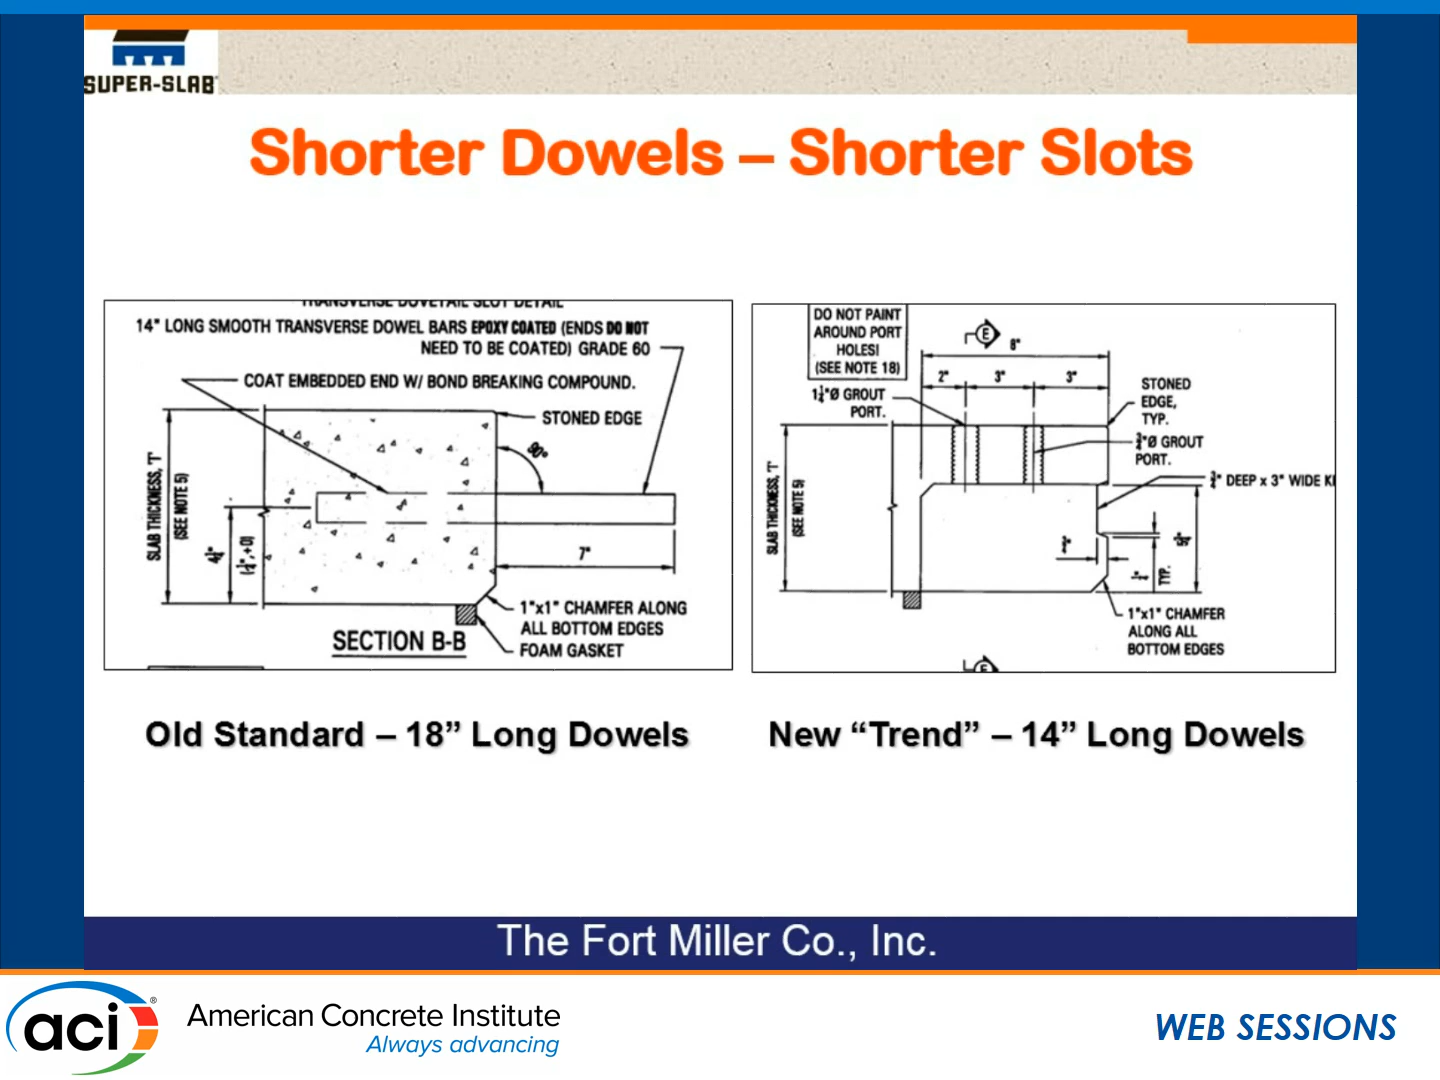 SUPER-SLAB
Shorter Dowels – Shorter Slots
TRANSVERSE DOVETAIL SLOT DETAIL
14" LONG SMOOTH TRANSVERSE DOWEL BARS EPOXY COATED (ENDS DO NOT
NEED TO BE COATED) GRADE 60
COAT EMBEDDED END W/ BOND BREAKING COMPOUND.
STONED EDGE
90°
SLAB THICKNESS, 'T'
(SEE NOTE 5)
7"
1"x1" CHAMFER ALONG
ALL BOTTOM EDGES
FOAM GASKET
SECTION B-B
DO NOT PAINT
AROUND PORT
HOLES!
(SEE NOTE 18)
E
8"
2"
3"
3"
1¼"Ø GROUT
PORT.
STONED
EDGE,
TYP.
¾"Ø GROUT
PORT.
DEEP x 3" WIDE
SLAB THICKNESS, 'T'
(SEE NOTE 5)
TYP.
1"x1" CHAMFER
ALONG ALL
BOTTOM EDGES
Old Standard – 18” Long Dowels
New “Trend” – 14” Long Dowels
The Fort Miller Co., Inc.
aci®
American Concrete Institute
Always advancing
WEB SESSIONS